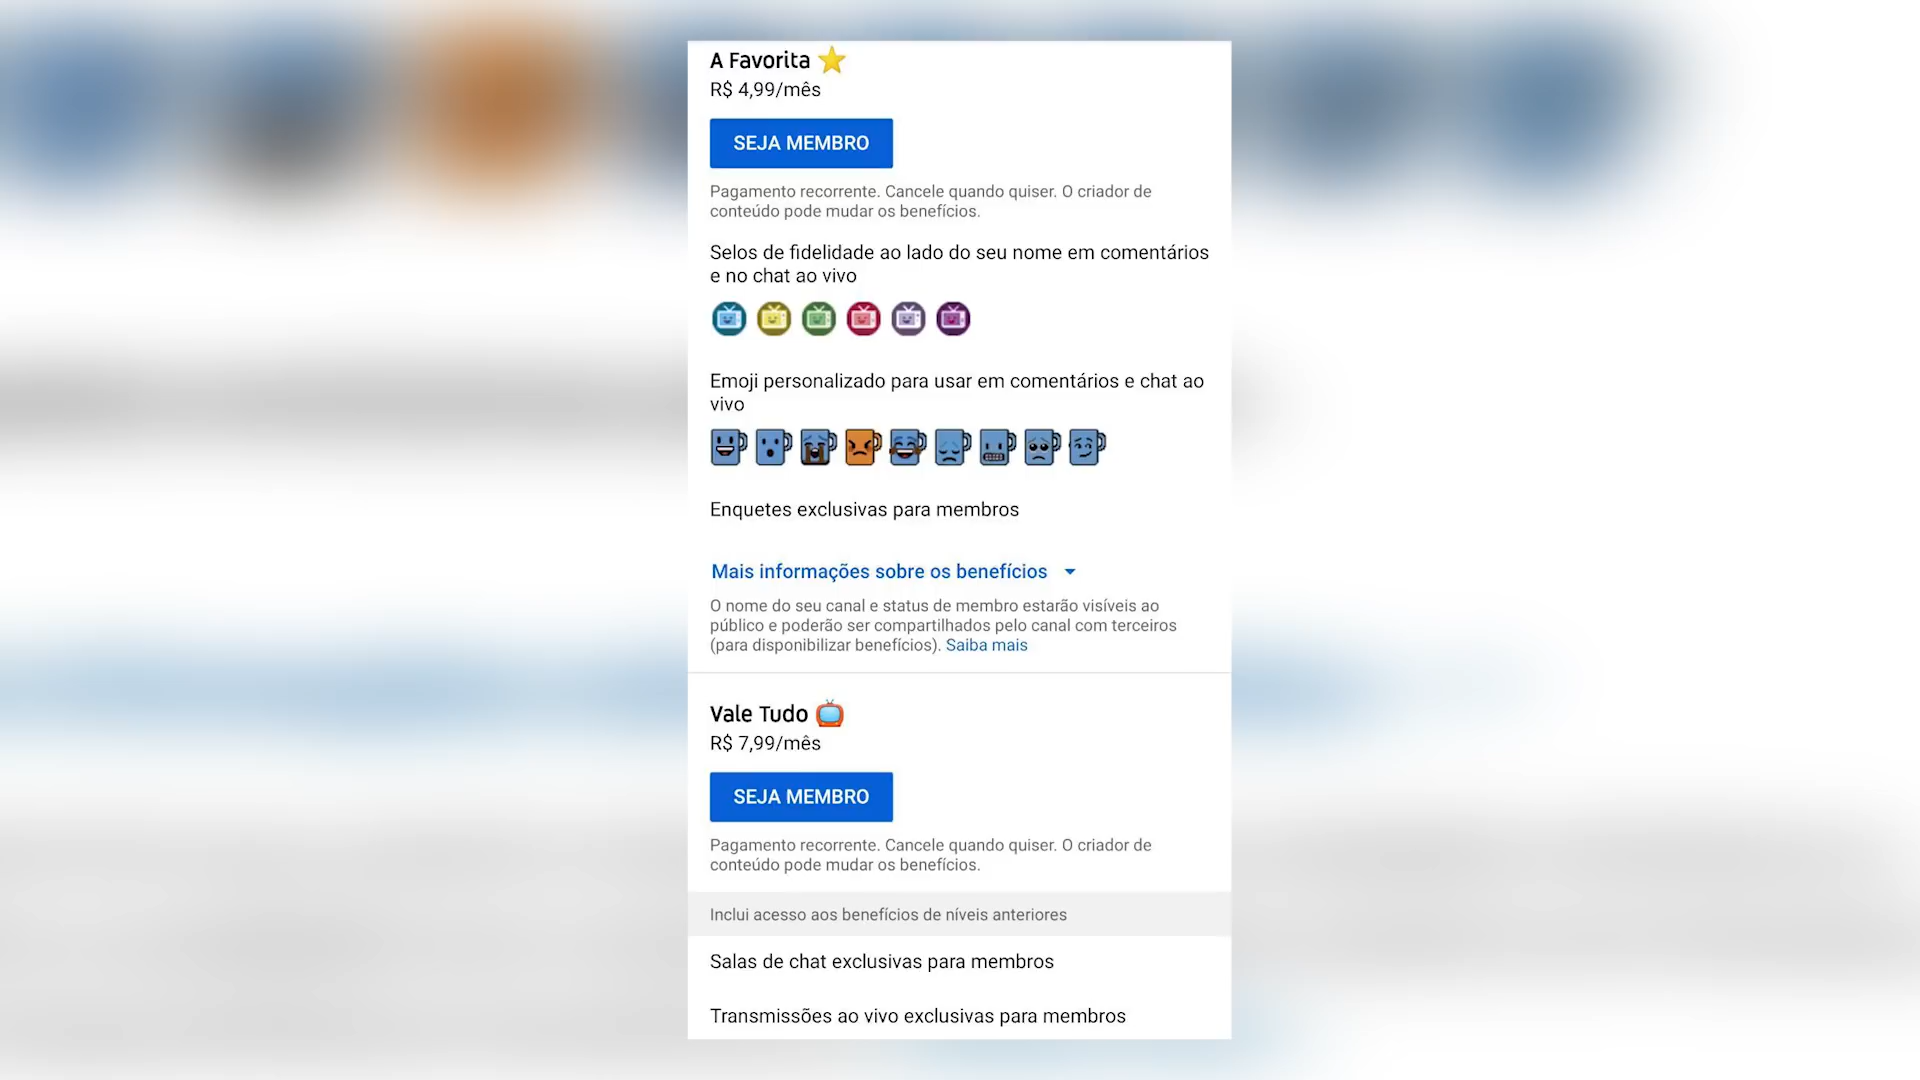 A Favorita ⭐
R$ 4,99/mês
SEJA MEMBRO
Pagamento recorrente. Cancele quando quiser. O criador de
conteúdo pode mudar os benefícios.
Selos de fidelidade ao lado do seu nome em comentários
e no chat ao vivo
Emoji personalizado para usar em comentários e chat ao
vivo
Enquetes exclusivas para membros
Mais informações sobre os benefícios
O nome do seu canal e status de membro estarão visíveis ao
público e poderão ser compartilhados pelo canal com terceiros
(para disponibilizar benefícios). Saiba mais
Vale Tudo 📺
R$ 7,99/mês
SEJA MEMBRO
Pagamento recorrente. Cancele quando quiser. O criador de
conteúdo pode mudar os benefícios.
Inclui acesso aos benefícios de níveis anteriores
Salas de chat exclusivas para membros
Transmissões ao vivo exclusivas para membros